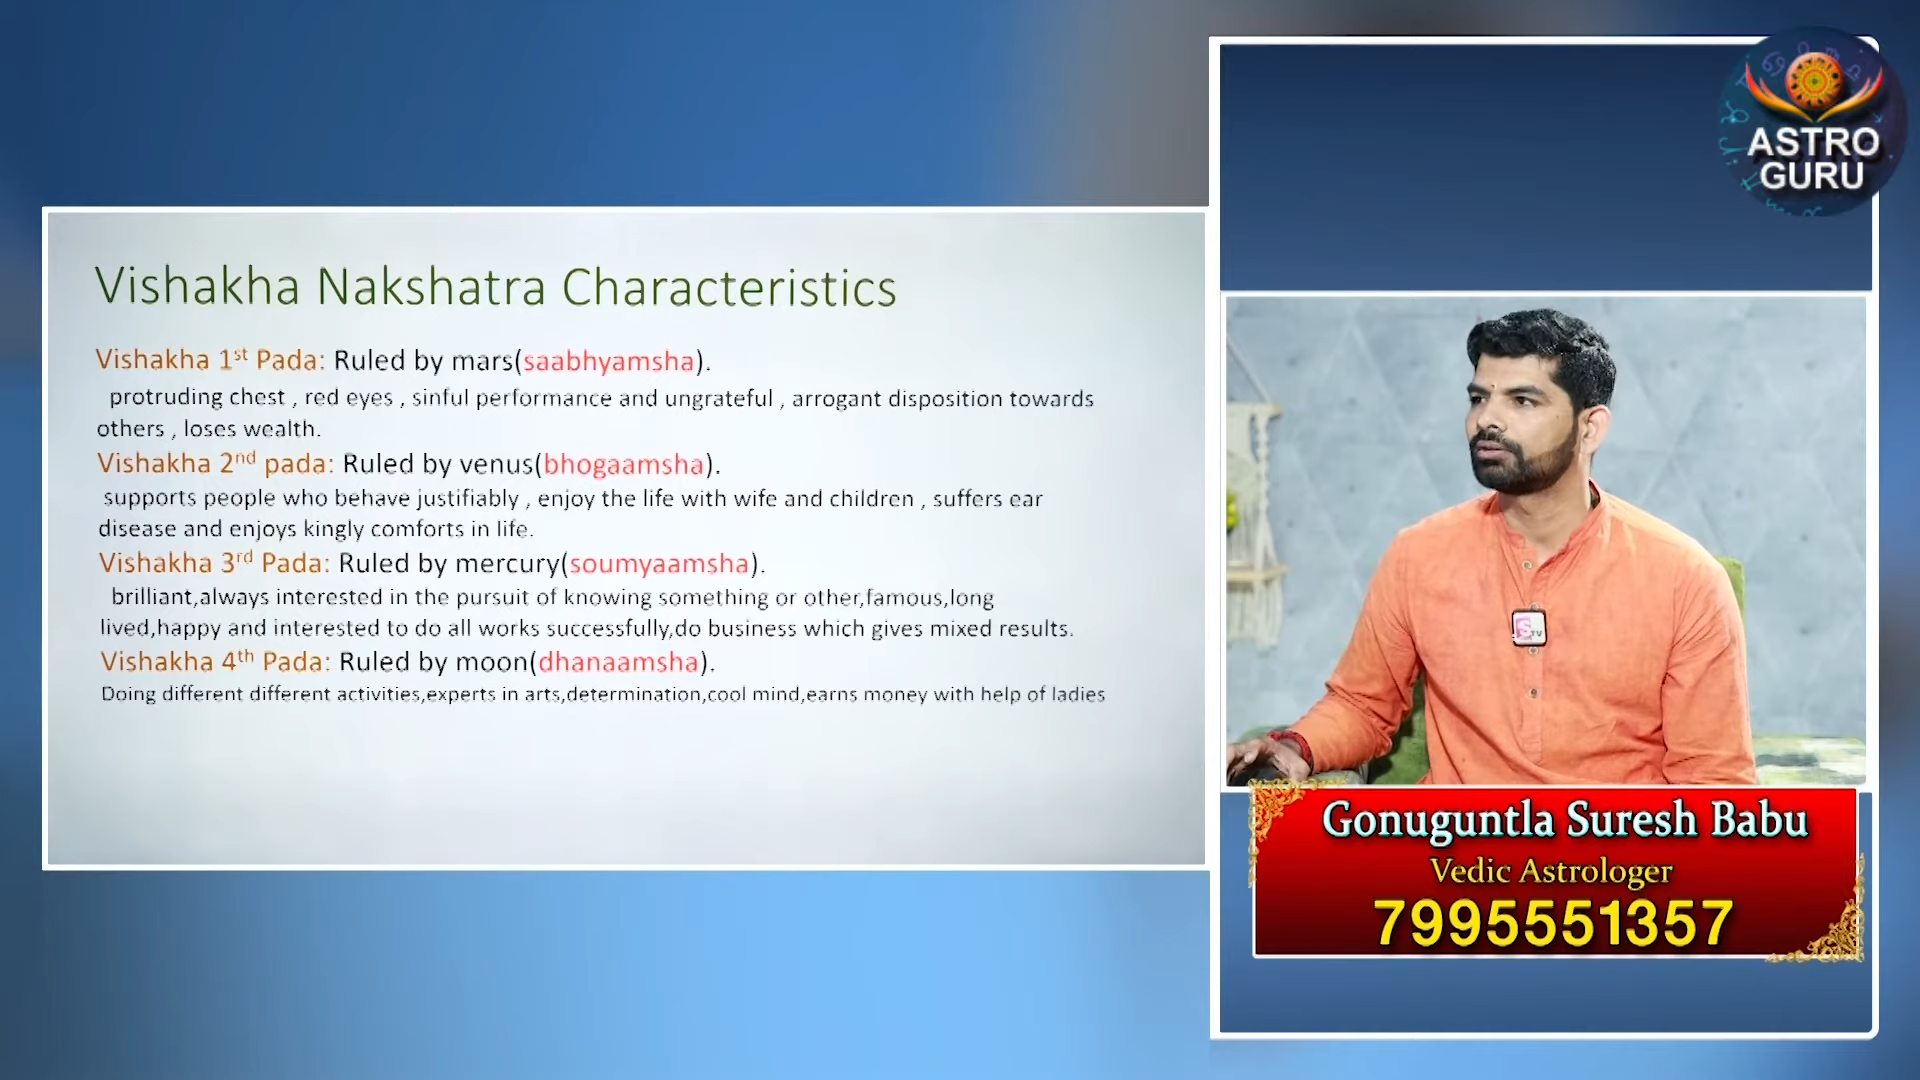 Vishakha Nakshatra Characteristics
Vishakha 1st Pada: Ruled by mars(saabhyamsha).
protruding chest , red eyes , sinful performance and ungrateful , arrogant disposition towards
others , loses wealth.
Vishakha 2nd pada: Ruled by venus(bhogaamsha).
supports people who behave justifiably , enjoy the life with wife and children , suffers ear
disease and enjoys kingly comforts in life.
Vishakha 3rd Pada: Ruled by mercury(soumyaamsha).
brilliant,always interested in the pursuit of knowing something or other,famous,long
lived,happy and interested to do all works successfully,do business which gives mixed results.
Vishakha 4th Pada: Ruled by moon(dhanaamsha).
Doing different different activities,experts in arts,determination,cool mind,earns money with help of ladies
ASTRO
GURU
STV
Gonuguntla Suresh Babu
Vedic Astrologer
7995551357